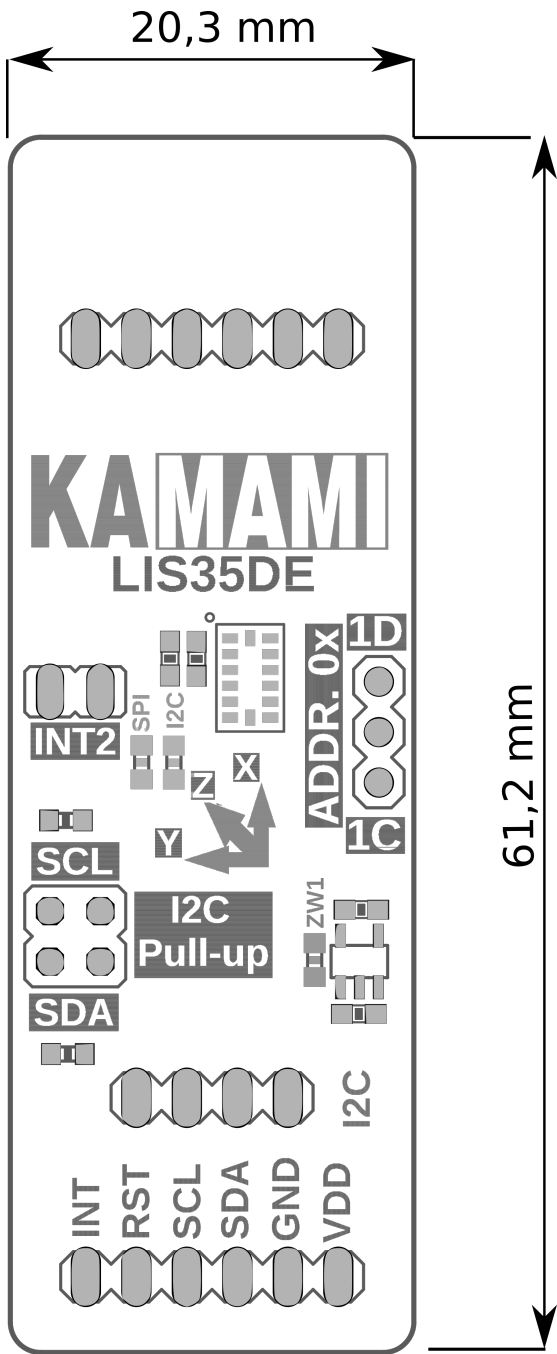 20,3 mm
61,2 mm
KAMAMI
LIS35DE
1D
ADDR. 0x
1C
INT2
SPI
I2C
X
Z
Y
SCL
I2C
Pull-up
SDA
ZW1
I2C
INT
RST
SCL
SDA
GND
VDD